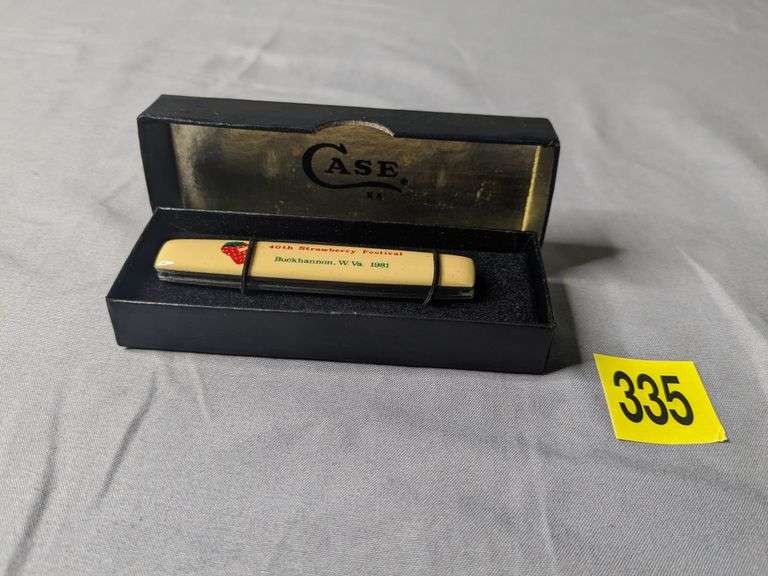 CASE
XX
40th Strawberry Festival
Buckhannon, W. Va. 1981
335